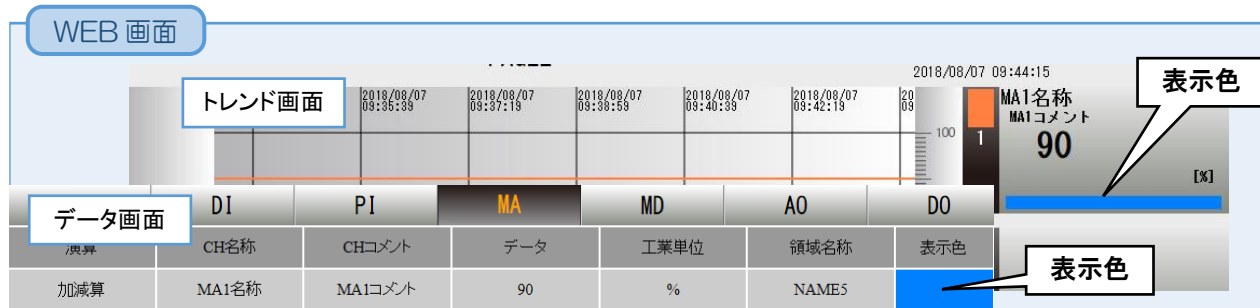 WEB 画面
2018/08/07 09:44:15
表示色
トレンド画面
2018/08/07
09:35:39
2018/08/07
09:37:19
2018/08/07
09:38:59
2018/08/07
09:40:39
2018/08/07
09:42:19
20
09
100
1
MA1名称
MA1コメント
90
[%]
データ画面
DI
PI
MA
MD
AO
DO
演算
CH名称
CHコメント
データ
工業単位
領域名称
表示色
加減算
MA1名称
MA1コメント
90
%
NAME5
表示色